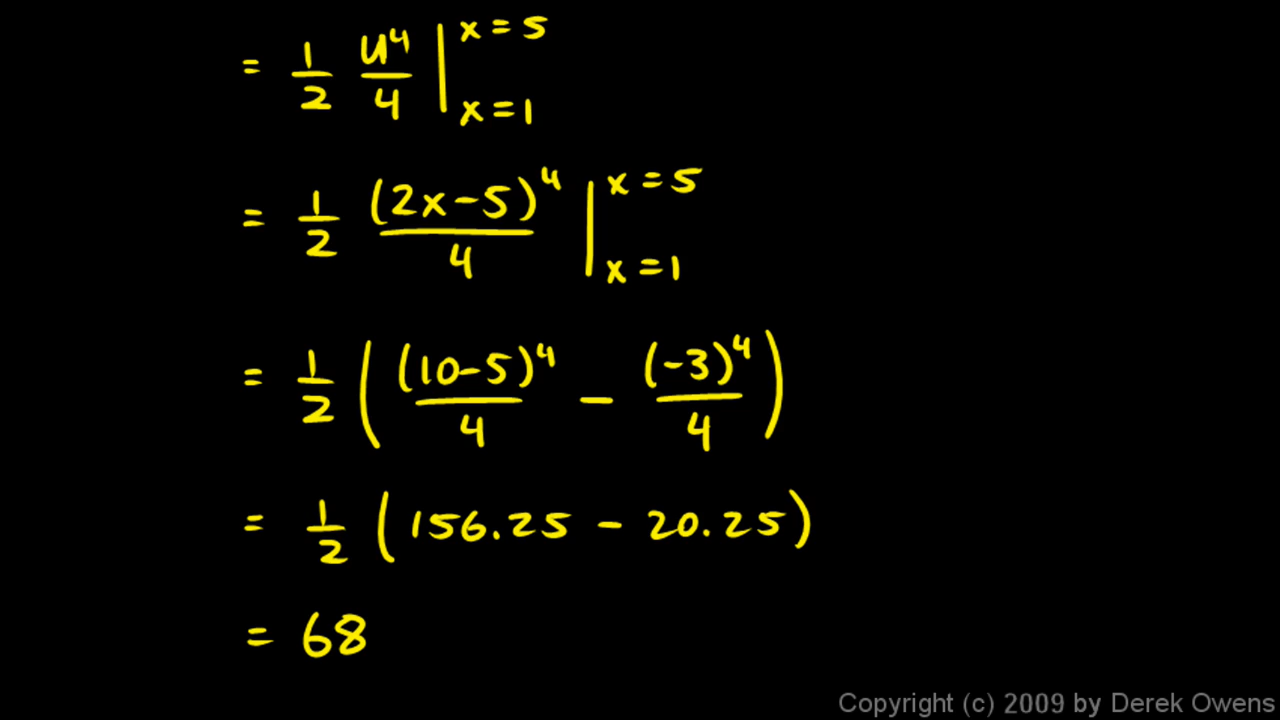 = 1/2 u⁴/4 | x=5 x=1
= 1/2 (2x-5)⁴/4 | x=5 x=1
= 1/2 ( (10-5)⁴/4 - (-3)⁴/4 )
= 1/2 ( 156.25 - 20.25 )
= 68
Copyright (c) 2009 by Derek Owens